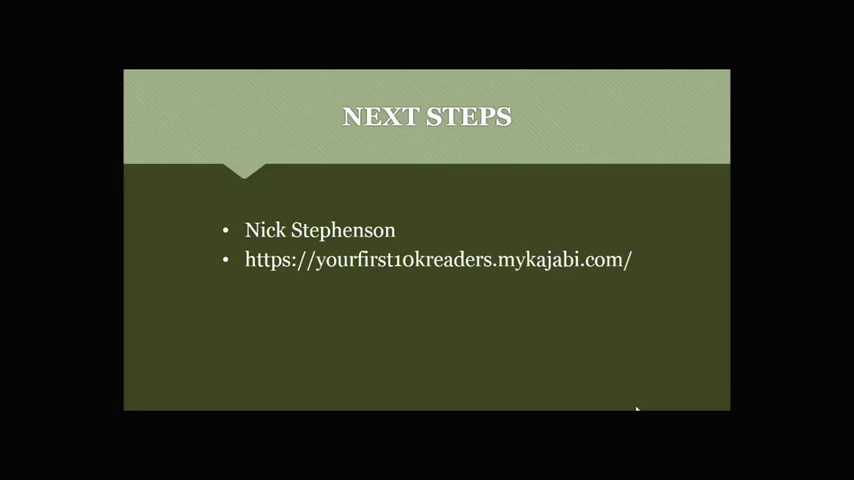 NEXT STEPS
• Nick Stephenson
• https://yourfirst10kreaders.mykajabi.com/